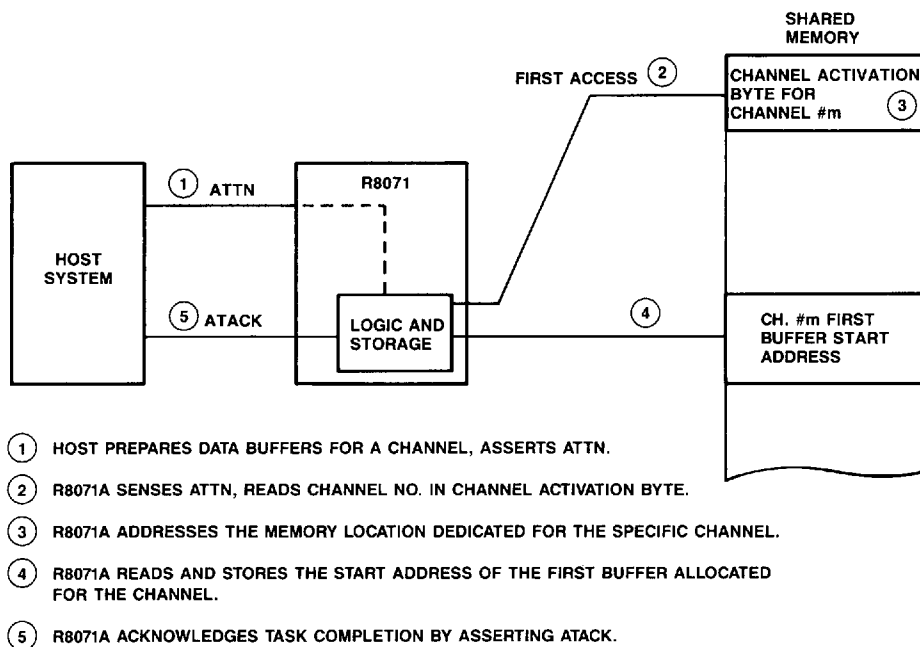 SHARED
MEMORY
FIRST ACCESS 2
CHANNEL ACTIVATION
BYTE FOR
CHANNEL #m 3
1 ATTN
R8071
HOST
SYSTEM
5 ATACK
LOGIC AND
STORAGE
4
CH. #m FIRST
BUFFER START
ADDRESS
1 HOST PREPARES DATA BUFFERS FOR A CHANNEL, ASSERTS ATTN.
2 R8071A SENSES ATTN, READS CHANNEL NO. IN CHANNEL ACTIVATION BYTE.
3 R8071A ADDRESSES THE MEMORY LOCATION DEDICATED FOR THE SPECIFIC CHANNEL.
4 R8071A READS AND STORES THE START ADDRESS OF THE FIRST BUFFER ALLOCATED
FOR THE CHANNEL.
5 R8071A ACKNOWLEDGES TASK COMPLETION BY ASSERTING ATACK.